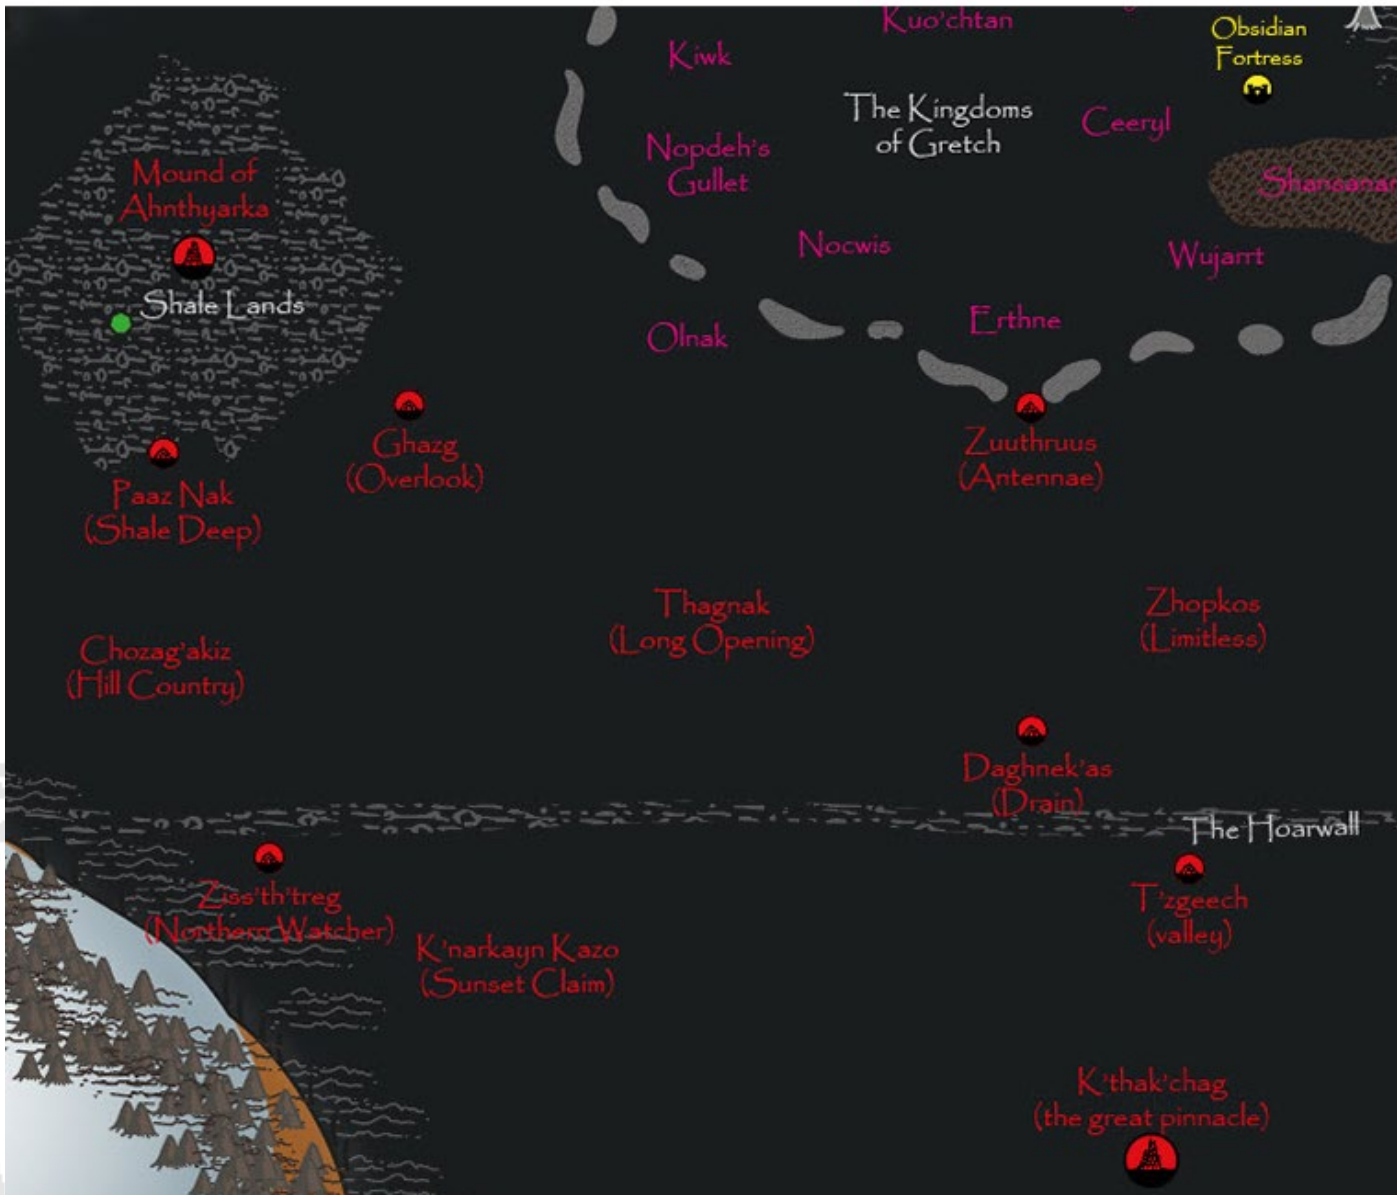 Kuo'chtan
Obsidian
Fortress
Kiwk
The Kingdoms
of Gretch
Ceeryl
Nopdeh's
Gullet
Mound of
Ahnthyarka
Shansanar
Nocwis
Wujarrt
Shale Lands
Erthne
Olnak
Ghazg
(Overlook)
Zuuthruus
(Antennae)
Paaz Nak
(Shale Deep)
Thagnak
(Long Opening)
Zhopkos
(Limitless)
Chozag'akiz
(Hill Country)
Daghnek'as
(Drain)
The Hoarwall
Ziss'th'treg
(Northern Watcher)
T'zgeech
(valley)
K'narkayn Kazo
(Sunset Claim)
K'thak'chag
(the great pinnacle)